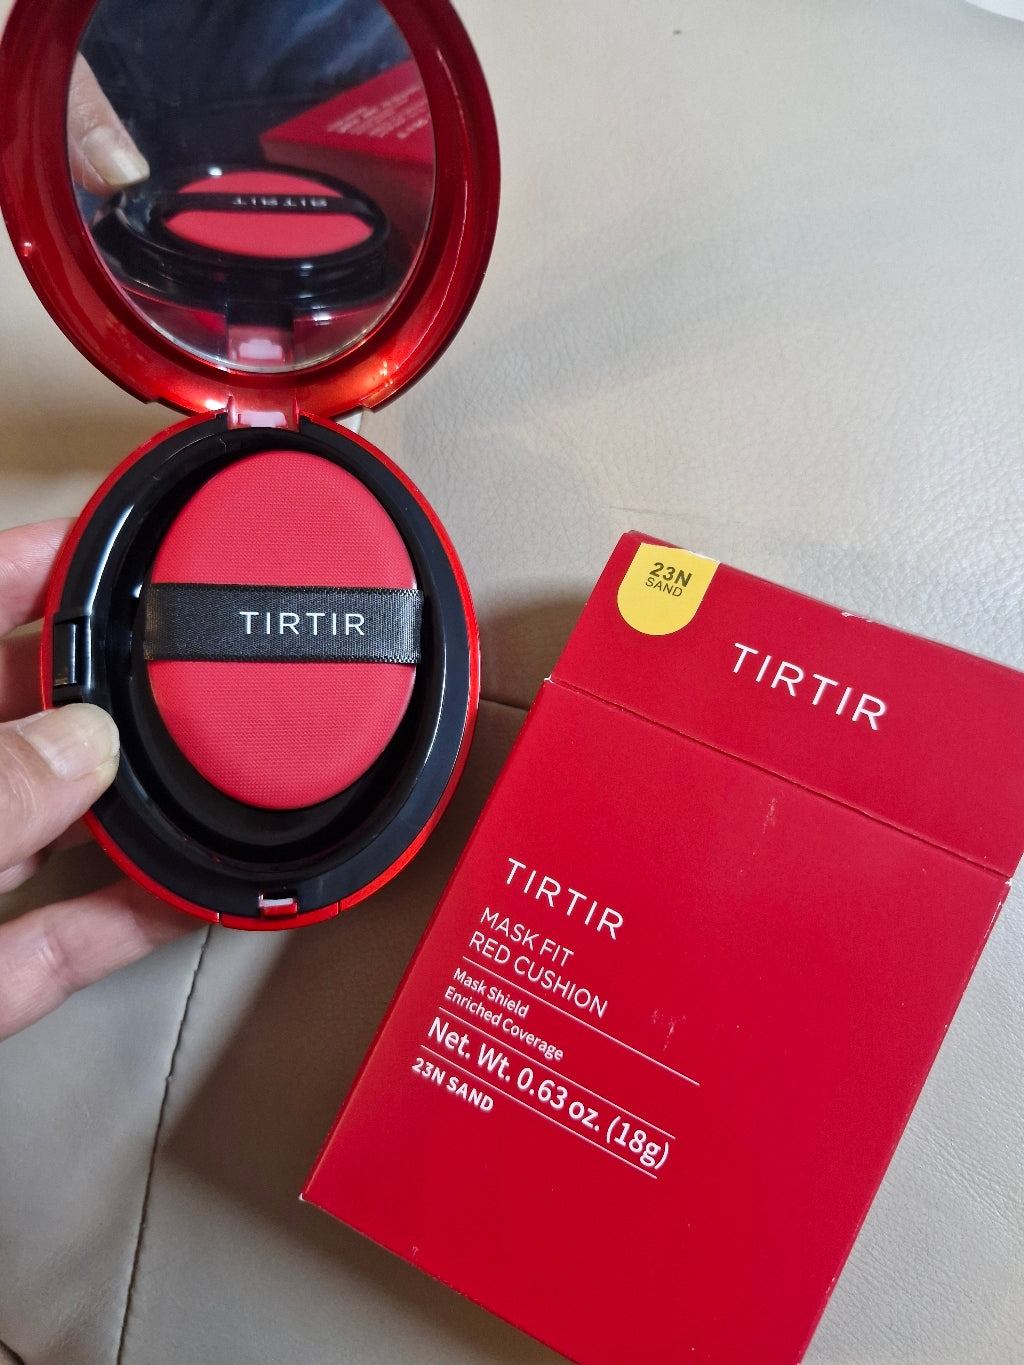 TIRTIR
TIRTIR
23N
SAND
TIRTIR
TIRTIR
MASK FIT
RED CUSHION
Mask Shield
Enriched Coverage
Net. Wt. 0.63 oz. (18g)
23N SAND